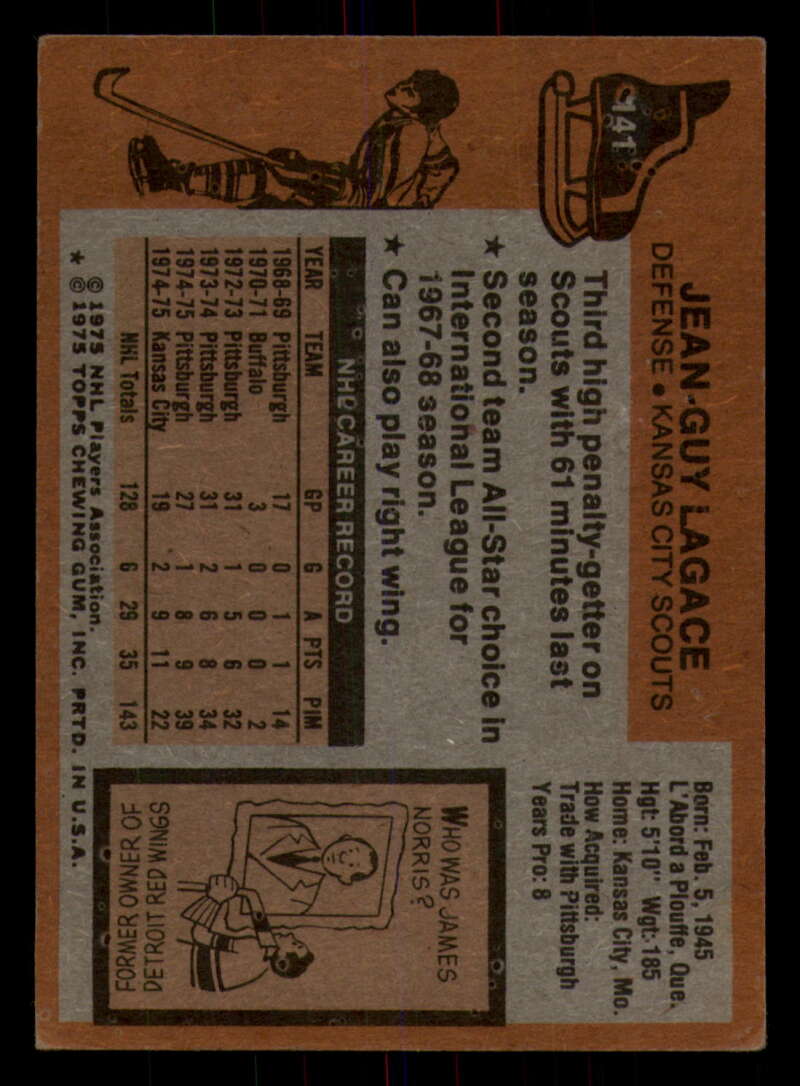 141
JEAN-GUY LAGACE
DEFENSE • KANSAS CITY SCOUTS
Born: Feb. 5, 1945
L'Abord a Plouffe, Que.
Hgt: 5'10" Wgt: 185
Home: Kansas City, Mo.
How Acquired:
Trade with Pittsburgh
Years Pro: 8
Third high penalty-getter on
Scouts with 61 minutes last
season.
★ Second team All-Star choice in
International League for
1967-68 season.
★ Can also play right wing.
NHL CAREER RECORD
YEAR TEAM GP G A PTS PIM
1968-69 Pittsburgh 17 0 1 1 14
1970-71 Buffalo 3 0 0 0 2
1972-73 Pittsburgh 31 1 5 6 32
1973-74 Pittsburgh 31 2 6 8 34
1974-75 Pittsburgh 27 1 8 9 39
1974-75 Kansas City 19 2 9 11 22
NHL Totals 128 6 29 35 143
WHO WAS JAMES
NORRIS?
FORMER OWNER OF
DETROIT RED WINGS
© 1975 NHL Players Association.
★ © 1975 TOPPS CHEWING GUM, INC. PRTD. IN U.S.A.